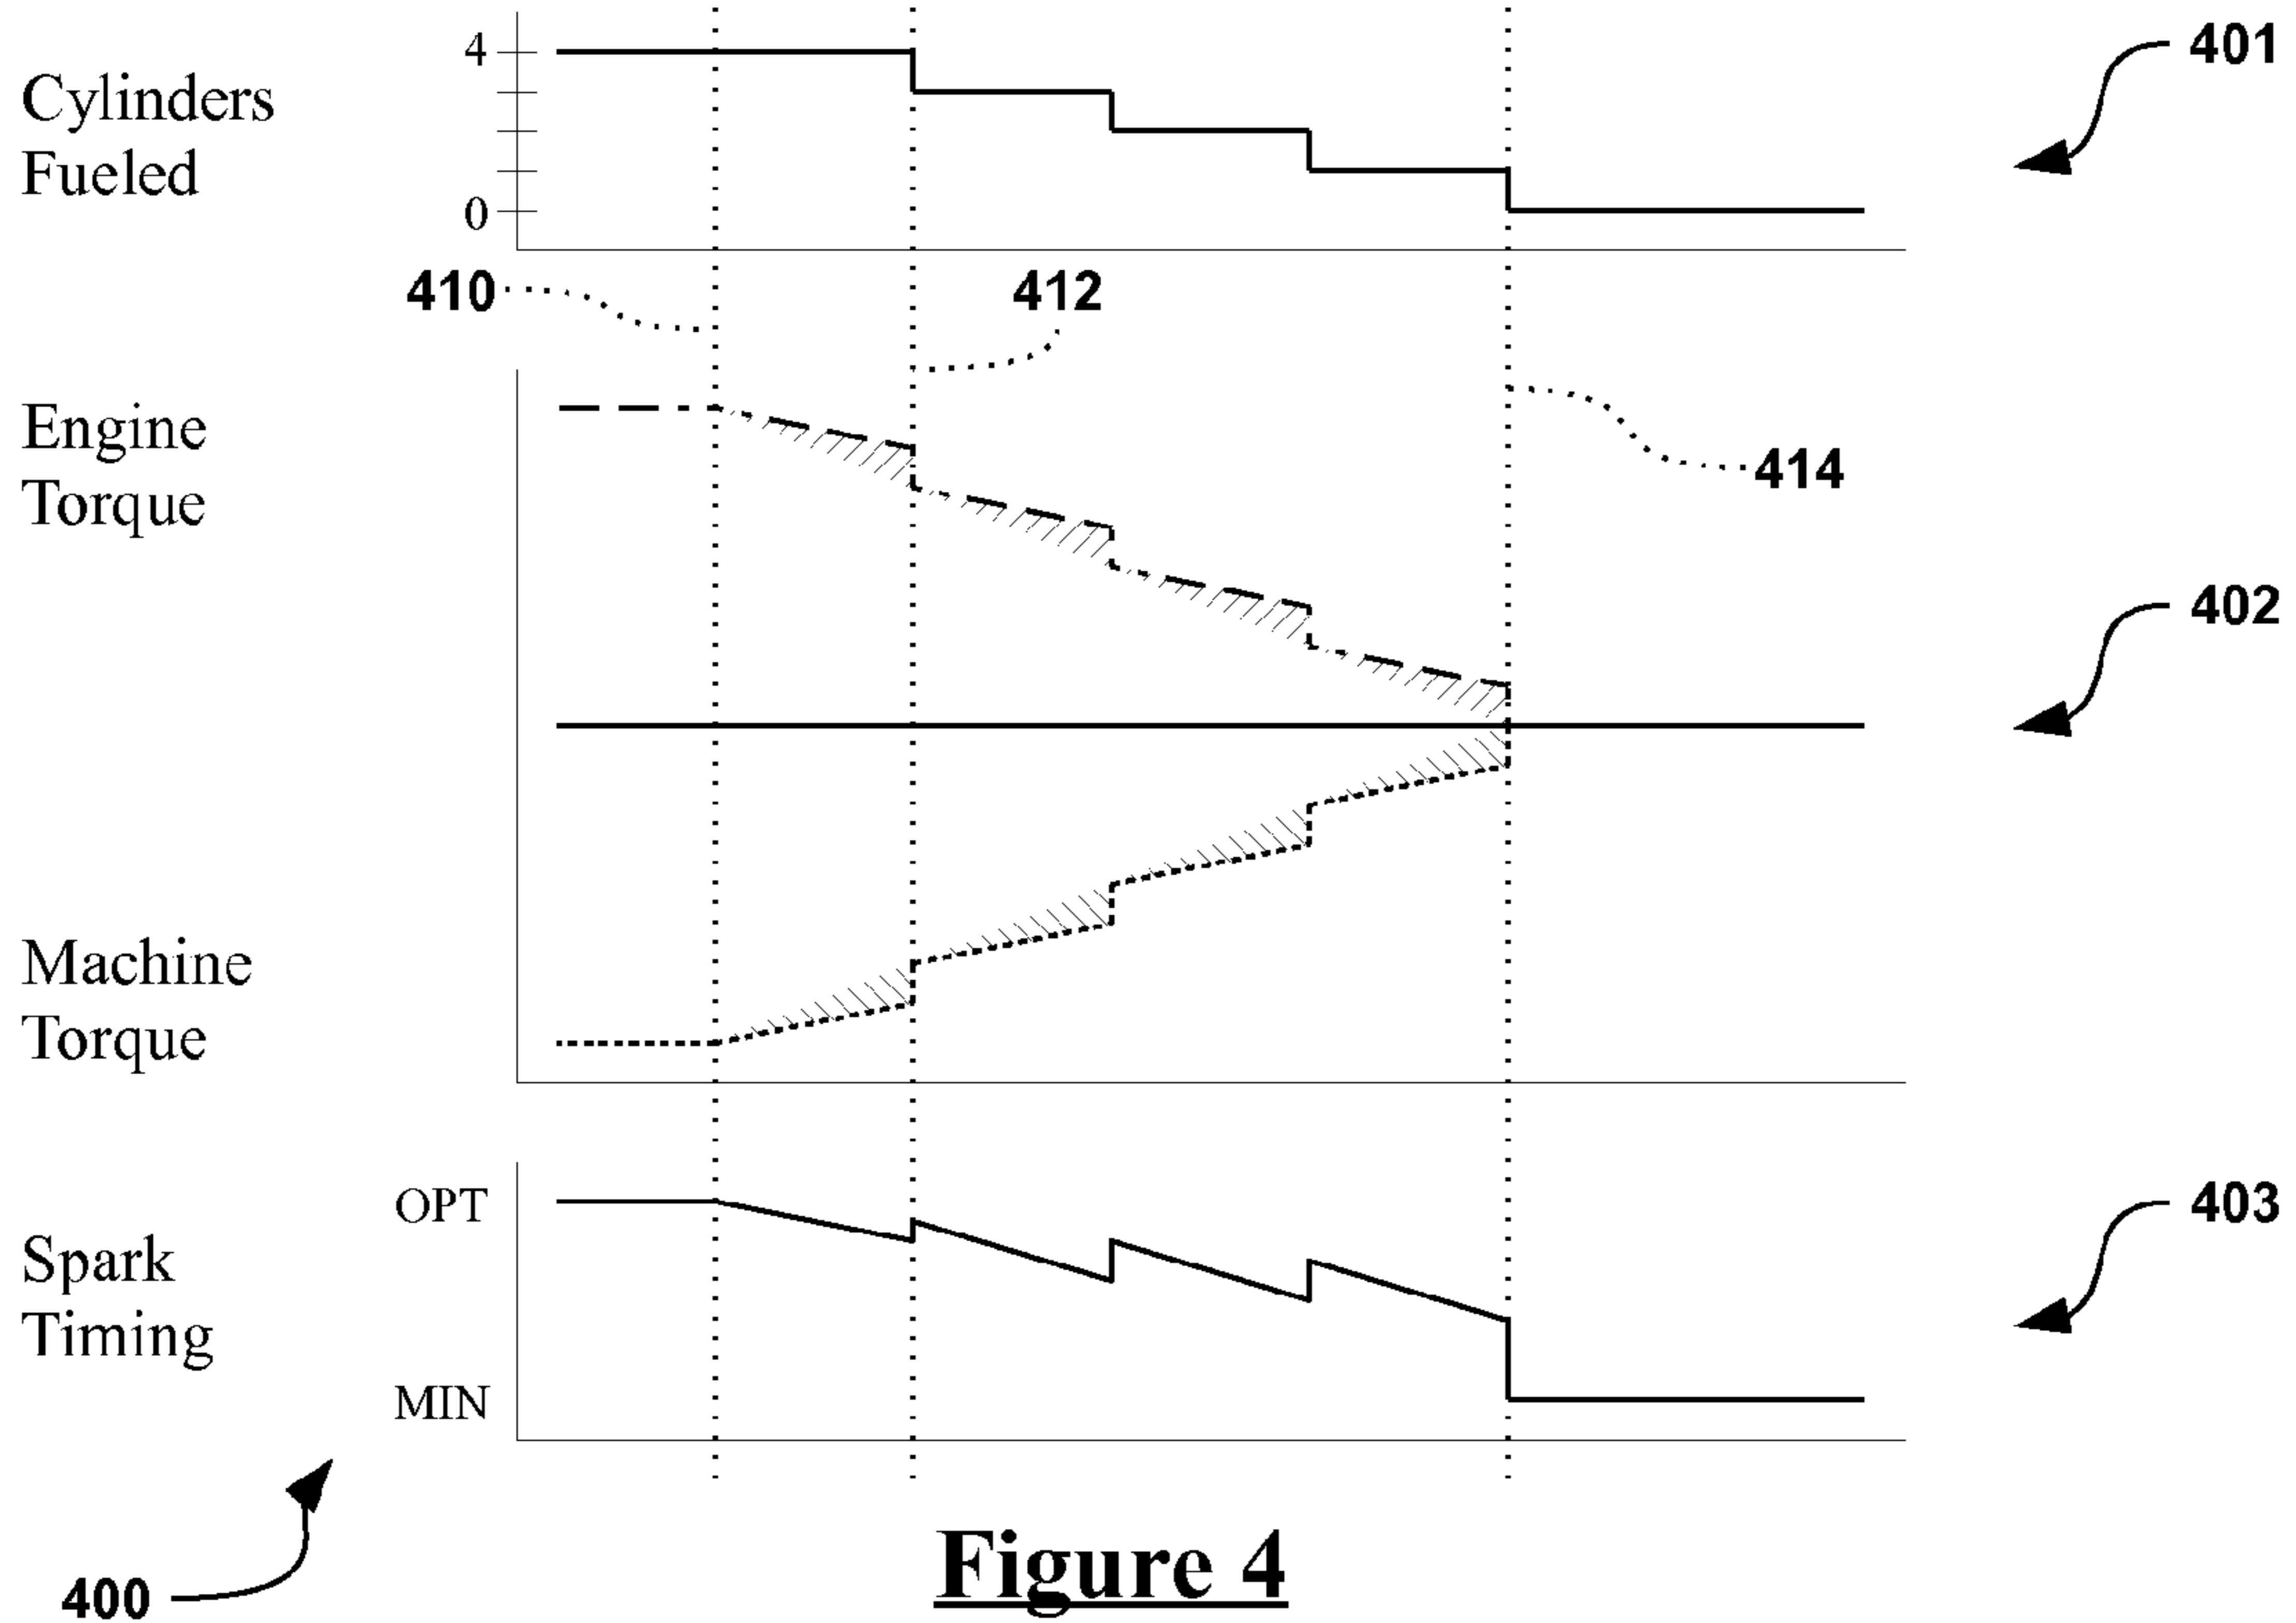 4
401
Cylinders
Fueled
0
410
412
Engine
Torque
414
402
Machine
Torque
OPT
403
Spark
Timing
MIN
400
Figure 4